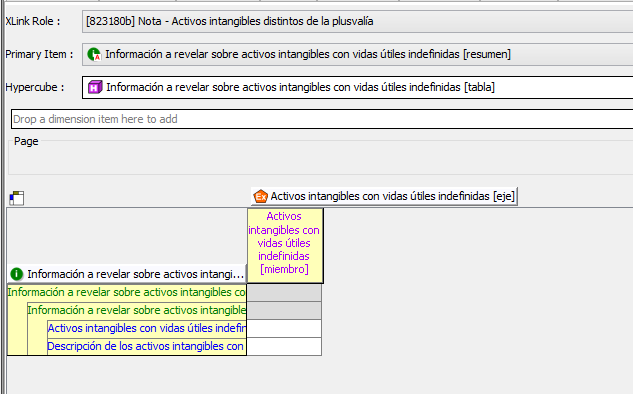 XLink Role : [823180b] Nota - Activos intangibles distintos de la plusvalía
Primary Item : Información a revelar sobre activos intangibles con vidas útiles indefinidas [resumen]
Hypercube : Información a revelar sobre activos intangibles con vidas útiles indefinidas [tabla]
Drop a dimension item here to add
Page
Activos intangibles con vidas útiles indefinidas [eje]
Activos
intangibles con
vidas útiles
indefinidas
[miembro]
Información a revelar sobre activos intangi...
Información a revelar sobre activos intangibles co
Información a revelar sobre activos intangible
Activos intangibles con vidas útiles indefin
Descripción de los activos intangibles con